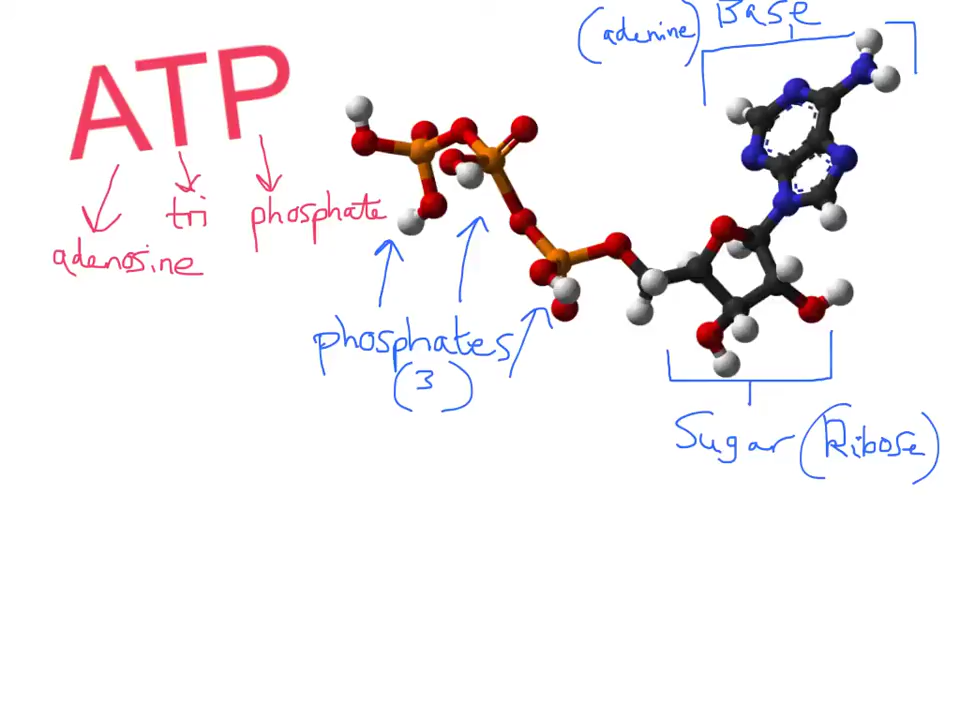 ATP
adenosine tri phosphate
(adenine) Base
phosphates
(3)
Sugar (Ribose)